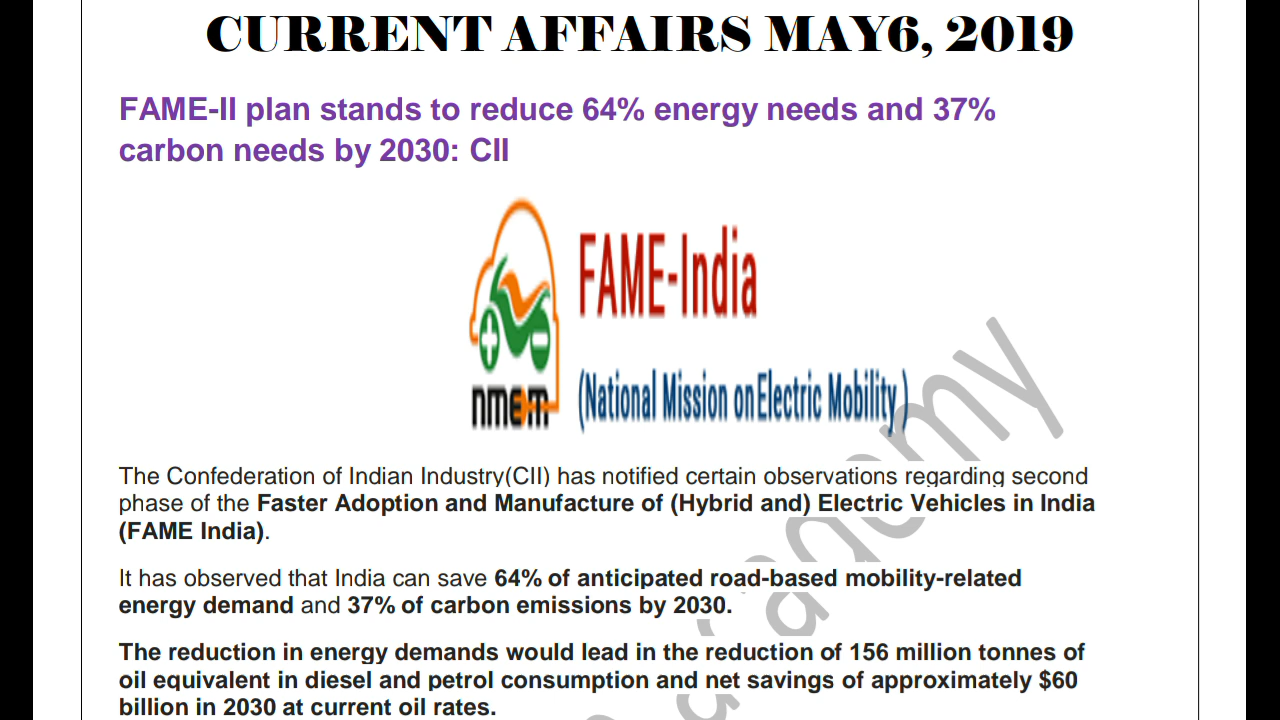 CURRENT AFFAIRS MAY6, 2019
FAME-II plan stands to reduce 64% energy needs and 37%
carbon needs by 2030: CII
FAME-India
nmem
(National Mission on Electric Mobility)
The Confederation of Indian Industry(CII) has notified certain observations regarding second
phase of the Faster Adoption and Manufacture of (Hybrid and) Electric Vehicles in India
(FAME India).
It has observed that India can save 64% of anticipated road-based mobility-related
energy demand and 37% of carbon emissions by 2030.
The reduction in energy demands would lead in the reduction of 156 million tonnes of
oil equivalent in diesel and petrol consumption and net savings of approximately $60
billion in 2030 at current oil rates.